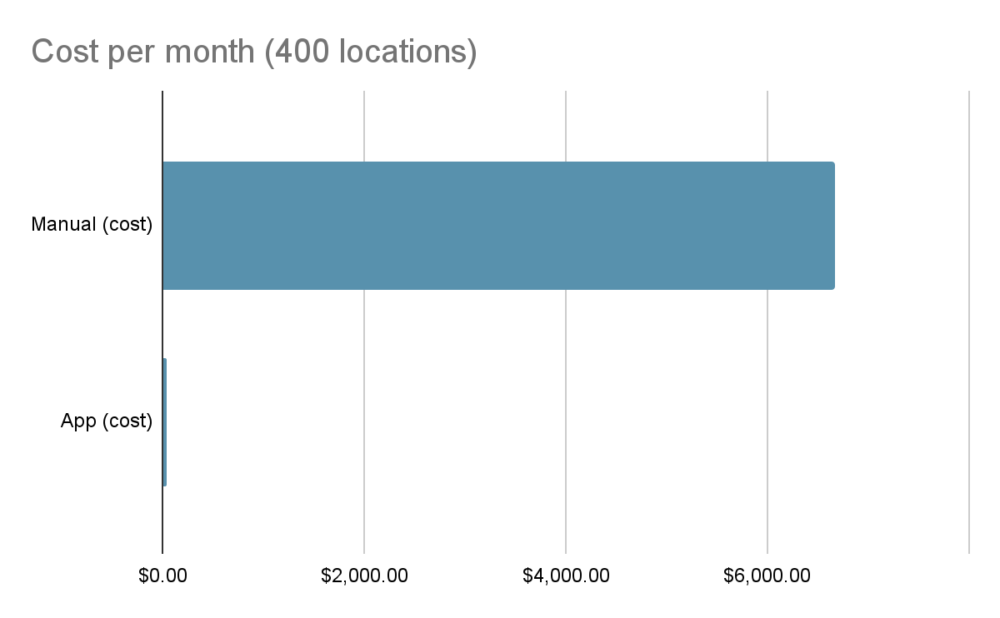 Cost per month (400 locations)
Manual (cost)
App (cost)
$0.00 $2,000.00 $4,000.00 $6,000.00